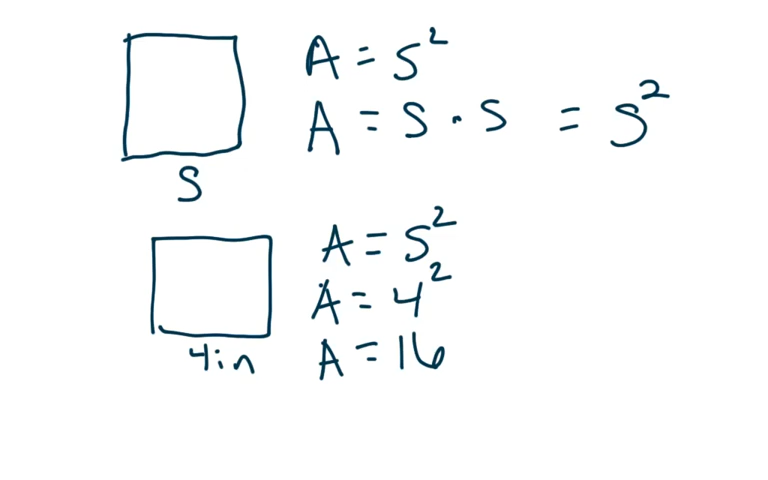 A = s²
A = s · s = s²
s
A = s²
A = 4²
4in
A = 16